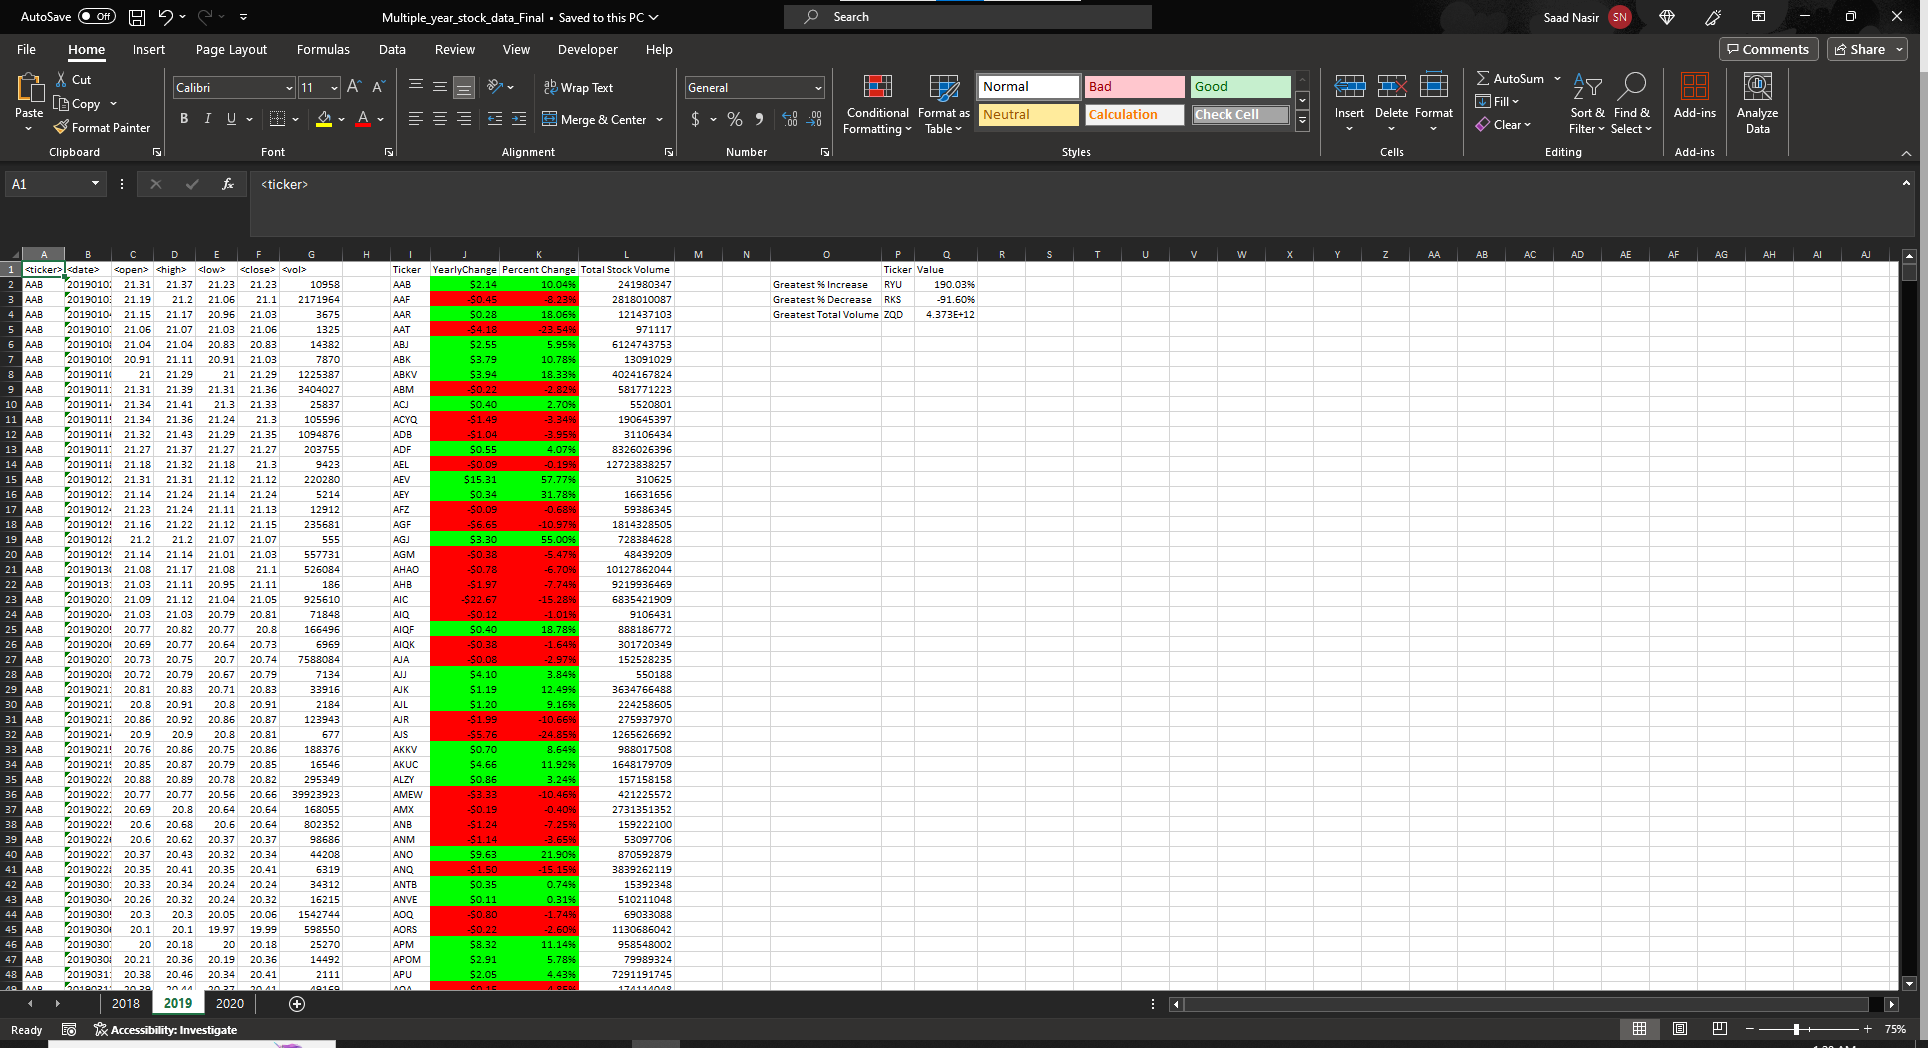 AutoSave Off Multiple_year_stock_data_Final • Saved to this PC Search Saad Nasir SN
File Home Insert Page Layout Formulas Data Review View Developer Help Comments Share
Paste Cut Copy Format Painter Clipboard
Calibri 11 B I U Font
Wrap Text Merge & Center Alignment
General $ % Number
Conditional Formatting Format as Table Normal Bad Good Neutral Calculation Check Cell Styles
Insert Delete Format Cells
AutoSum Fill Clear Sort & Filter Find & Select Editing
Add-ins Add-ins Analyze Data
A1 fx <ticker>
A B C D E F G H I J K L M N O P Q R S T U V W X Y Z AA AB AC AD AE AF AG AH AI AJ
1 <ticker> <date> <open> <high> <low> <close> <vol> Ticker YearlyChange Percent Change Total Stock Volume Ticker Value
2 AAB 2019010 21.31 21.37 21.23 21.23 10958 AAB $2.14 10.04% 241980347 Greatest % Increase RYU 190.03%
3 AAB 2019010 21.19 21.2 21.06 21.1 2171964 AAF -$0.45 -8.23% 2818010087 Greatest % Decrease RKS -91.60%
4 AAB 2019010 21.15 21.17 20.96 21.03 3675 AAR $0.28 18.06% 121437103 Greatest Total Volume ZQD 4.373E+12
5 AAB 2019010 21.06 21.07 21.03 21.06 1325 AAT -$4.18 -23.54% 971117
6 AAB 2019010 21.04 21.04 20.83 20.83 14382 ABJ $2.55 5.95% 6124743753
7 AAB 2019010 20.91 21.11 20.91 21.03 7870 ABK $3.79 10.78% 13091029
8 AAB 2019011 21 21.29 21 21.29 1225387 ABKV $3.94 18.33% 4024167824
9 AAB 2019011 21.31 21.39 21.31 21.36 3404027 ABM -$0.22 -2.82% 581771223
10 AAB 2019011 21.34 21.41 21.3 21.33 25837 ACJ $0.40 2.70% 5520801
11 AAB 2019011 21.34 21.36 21.24 21.3 105596 ACYQ -$1.49 -3.34% 190645397
12 AAB 2019011 21.32 21.43 21.29 21.35 1094876 ADB -$1.04 -3.95% 31106434
13 AAB 2019011 21.27 21.37 21.27 21.27 203755 ADF $0.55 4.07% 8326026396
14 AAB 2019011 21.18 21.32 21.18 21.3 9423 AEL -$0.09 -0.19% 12723838257
15 AAB 2019012 21.31 21.31 21.12 21.12 220280 AEV $15.31 57.77% 310625
16 AAB 2019012 21.14 21.24 21.14 21.24 5214 AEY $0.34 31.78% 16631656
17 AAB 2019012 21.23 21.24 21.11 21.13 12912 AFZ -$0.09 -0.68% 59386345
18 AAB 2019012 21.16 21.22 21.12 21.15 235681 AGF -$6.65 -10.97% 1814328505
19 AAB 2019012 21.2 21.2 21.07 21.07 555 AGJ $3.30 55.00% 728384628
20 AAB 2019012 21.14 21.14 21.01 21.03 557731 AGM -$0.38 -5.47% 48439209
21 AAB 2019013 21.08 21.17 21.08 21.1 526084 AHAO -$0.78 -6.70% 10127862044
22 AAB 2019013 21.03 21.11 20.95 21.11 186 AHB -$1.97 -7.74% 9219936469
23 AAB 2019020 21.09 21.12 21.04 21.05 925610 AIC -$22.67 -15.28% 6835421909
24 AAB 2019020 21.03 21.03 20.79 20.81 71848 AIQ -$0.12 -1.01% 9106431
25 AAB 2019020 20.77 20.82 20.77 20.8 166496 AIQF $0.40 18.78% 888186772
26 AAB 2019020 20.69 20.77 20.64 20.73 6969 AIQK -$0.38 -1.64% 301720349
27 AAB 2019020 20.73 20.75 20.7 20.74 7588084 AJA -$0.08 -2.97% 152528235
28 AAB 2019020 20.72 20.79 20.67 20.79 7134 AJJ $4.10 3.84% 550188
29 AAB 2019021 20.81 20.83 20.71 20.83 33916 AJK $1.19 12.49% 3634766488
30 AAB 2019021 20.8 20.91 20.8 20.91 2184 AJL $1.20 9.16% 224258605
31 AAB 2019021 20.86 20.92 20.86 20.87 123943 AJR -$1.99 -10.66% 275937970
32 AAB 2019021 20.9 20.9 20.8 20.81 677 AJS -$5.76 -24.85% 1265626692
33 AAB 2019021 20.76 20.86 20.75 20.86 188376 AKKV $0.70 8.64% 988017508
34 AAB 2019021 20.85 20.87 20.79 20.85 16546 AKUC $4.66 11.92% 1648179709
35 AAB 2019022 20.88 20.89 20.78 20.82 295349 ALZY $0.86 3.24% 157158158
36 AAB 2019022 20.77 20.77 20.56 20.66 39923923 AMEW -$3.33 -10.46% 421225572
37 AAB 2019022 20.69 20.8 20.64 20.64 168055 AMX -$0.19 -0.40% 2731351352
38 AAB 2019022 20.6 20.68 20.6 20.64 802352 ANB -$1.24 -7.25% 159222100
39 AAB 2019022 20.6 20.62 20.37 20.37 98686 ANM -$1.14 -3.65% 53097706
40 AAB 2019022 20.37 20.43 20.32 20.34 44208 ANO $9.63 21.90% 870592879
41 AAB 2019022 20.35 20.41 20.35 20.41 6319 ANQ -$1.50 -15.15% 3839262119
42 AAB 2019030 20.33 20.34 20.24 20.24 34312 ANTB $0.35 0.74% 15392348
43 AAB 2019030 20.26 20.32 20.24 20.32 16215 ANVE $0.11 0.31% 510211048
44 AAB 2019030 20.3 20.3 20.05 20.06 1542744 AOQ -$0.80 -1.74% 69033088
45 AAB 2019030 20.1 20.1 19.97 19.99 598550 AORS -$0.22 -2.60% 1130686042
46 AAB 2019030 20 20.18 20 20.18 25270 APM $8.32 11.14% 958548002
47 AAB 2019030 20.21 20.36 20.19 20.36 14492 APOM $2.91 5.78% 79989324
48 AAB 2019031 20.38 20.46 20.34 20.41 2111 APU $2.05 4.43% 7291191745
2018 2019 2020
Ready Accessibility: Investigate 75%